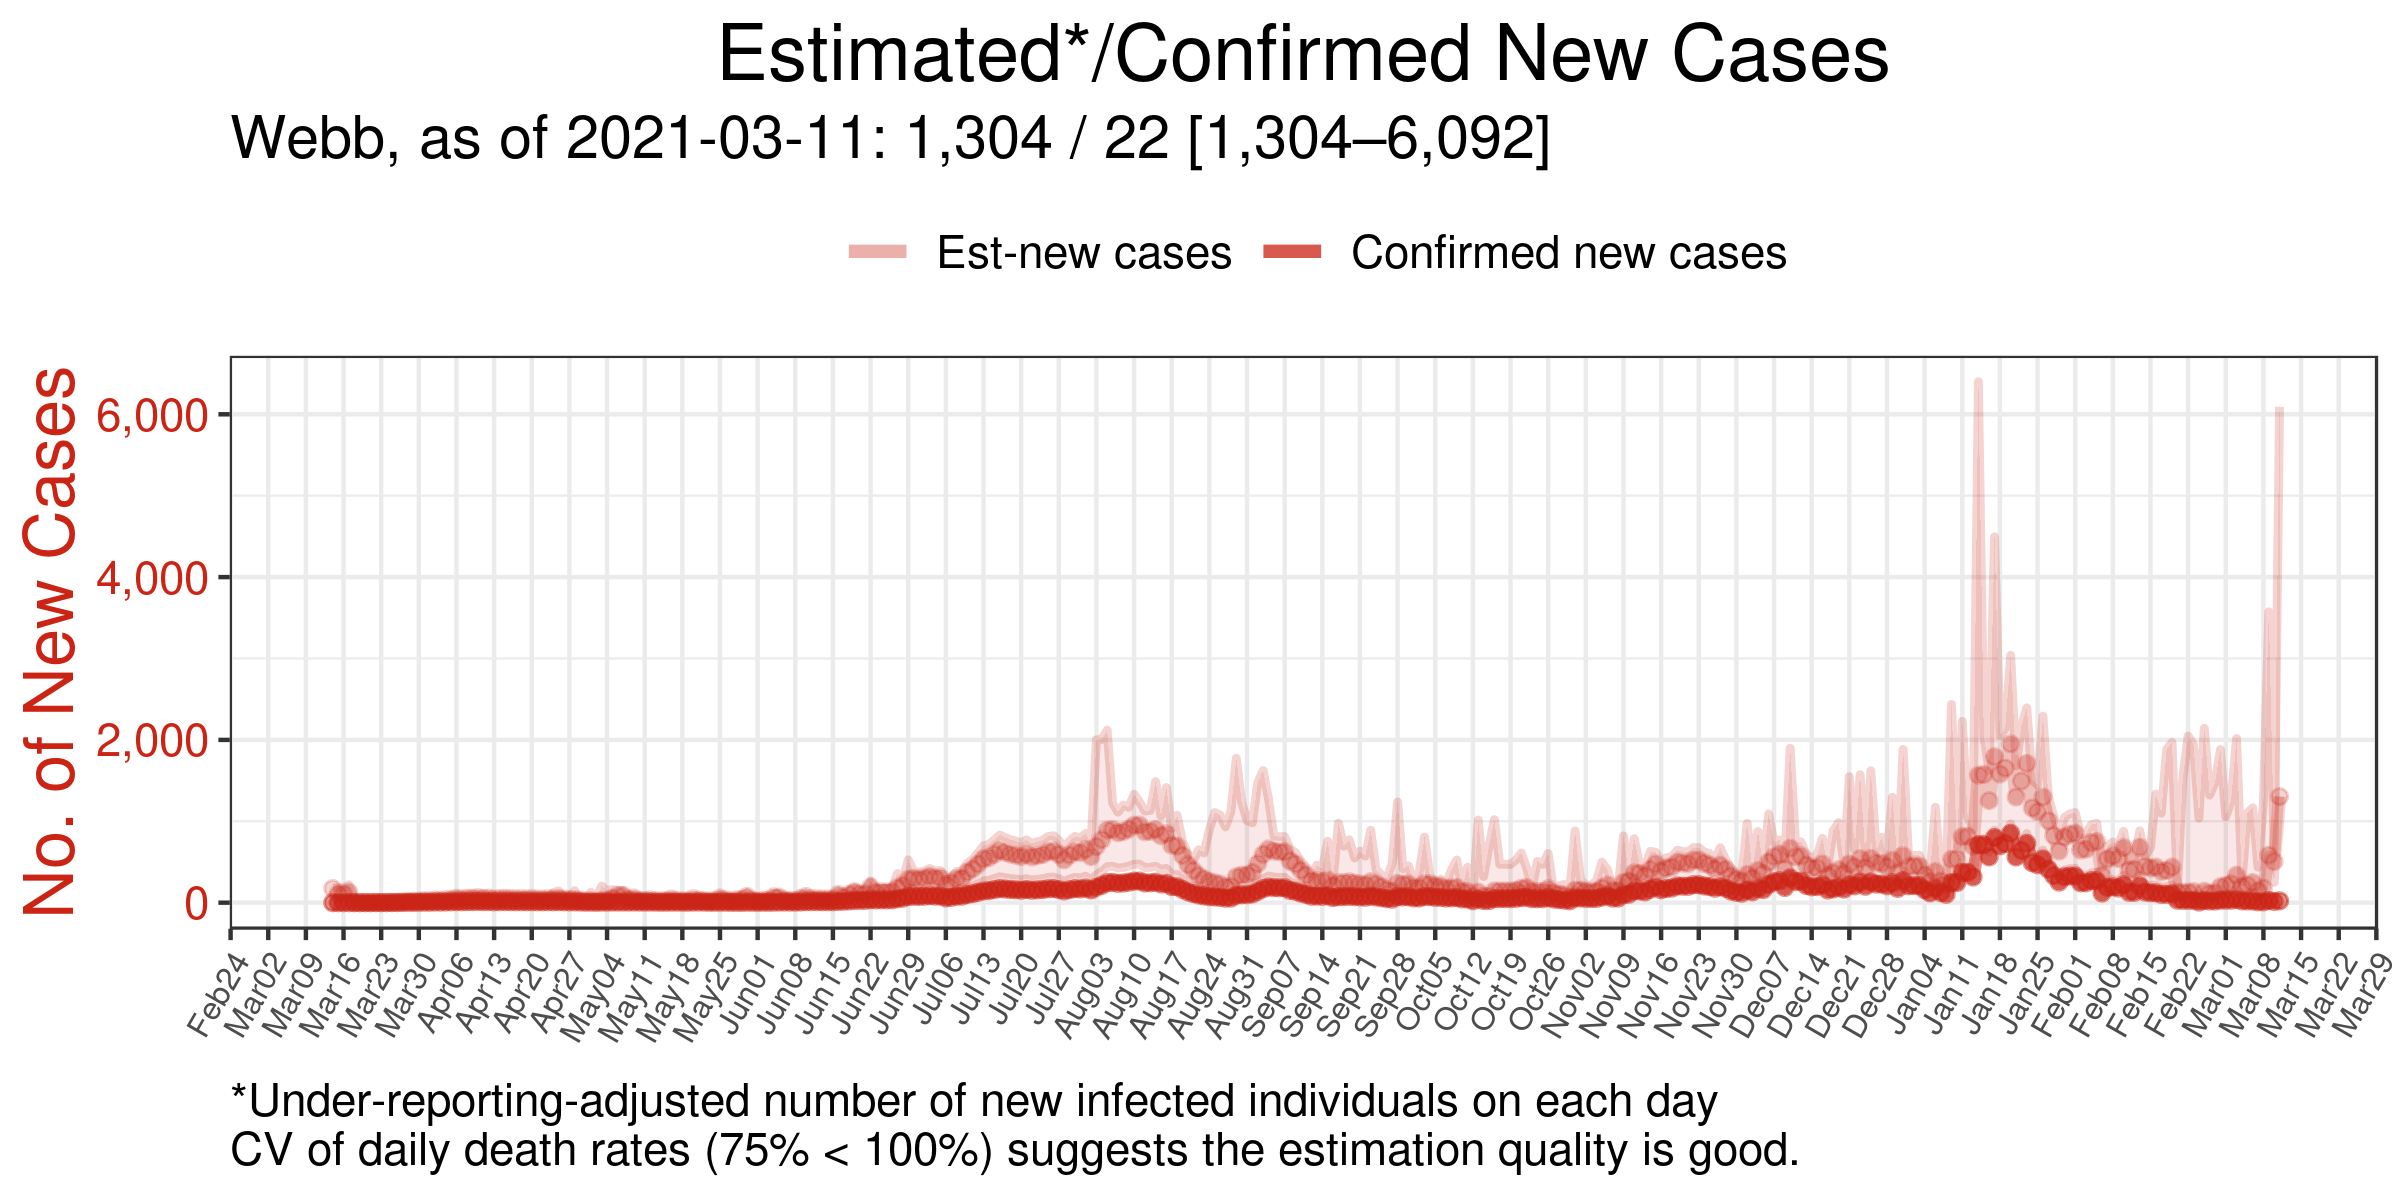 Estimated*/Confirmed New Cases
Webb, as of 2021-03-11: 1,304 / 22 [1,304–6,092]
Est-new cases Confirmed new cases
No. of New Cases
6,000
4,000
2,000
0
Feb24 Mar02 Mar09 Mar16 Mar23 Mar30 Apr06 Apr13 Apr20 Apr27 May04 May11 May18 May25 Jun01 Jun08 Jun15 Jun22 Jun29 Jul06 Jul13 Jul20 Jul27 Aug03 Aug10 Aug17 Aug24 Aug31 Sep07 Sep14 Sep21 Sep28 Oct05 Oct12 Oct19 Oct26 Nov02 Nov09 Nov16 Nov23 Nov30 Dec07 Dec14 Dec21 Dec28 Jan04 Jan11 Jan18 Jan25 Feb01 Feb08 Feb15 Feb22 Mar01 Mar08 Mar15 Mar22 Mar29
*Under-reporting-adjusted number of new infected individuals on each day
CV of daily death rates (75% < 100%) suggests the estimation quality is good.